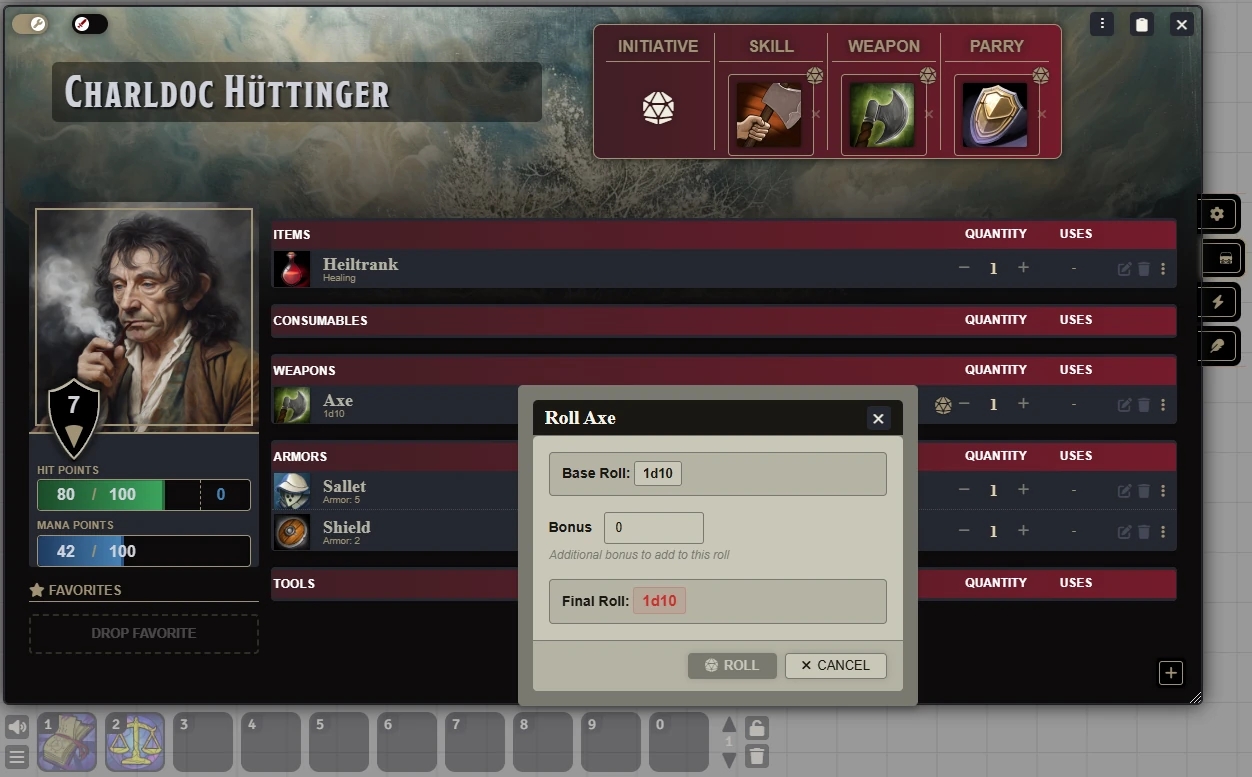 INITIATIVE SKILL WEAPON PARRY
Charldoc Hüttinger
ITEMS QUANTITY USES
Heiltrank
Healing
− 1 + -
CONSUMABLES QUANTITY USES
WEAPONS QUANTITY USES
Axe
1d10
− 1 + -
ARMORS QUANTITY USES
Sallet
Armor: 5
− 1 + -
Shield
Armor: 2
− 1 + -
TOOLS QUANTITY USES
7
HIT POINTS
80 / 100 0
MANA POINTS
42 / 100
FAVORITES
DROP FAVORITE
Roll Axe
Base Roll: 1d10
Bonus 0
Additional bonus to add to this roll
Final Roll: 1d10
ROLL CANCEL
1 2 3 4 5 6 7 8 9 0 1